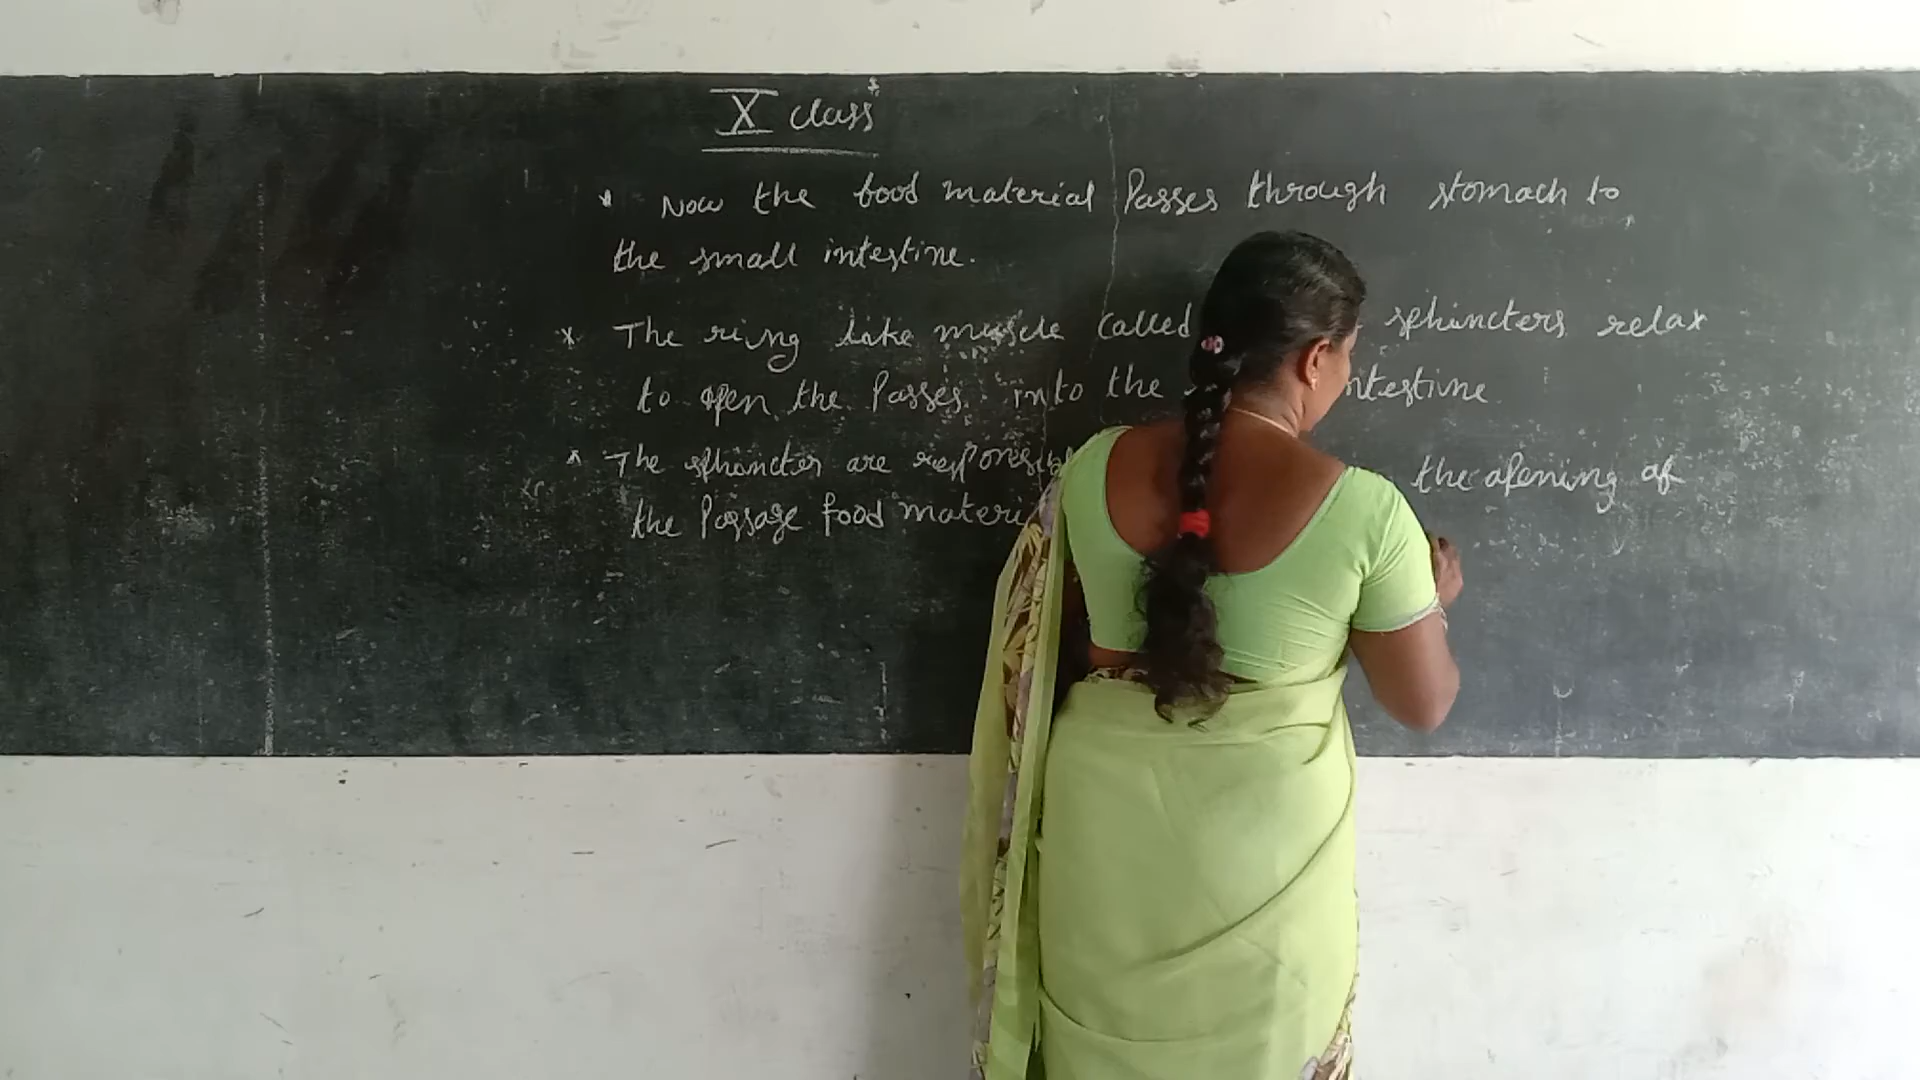 X class
* Now the food material Passes through stomach to
the small intestine.
* The ring like muscle called sphincters relax
to open the Passes into the intestine
* The sphincter are the opening of
the Passage food